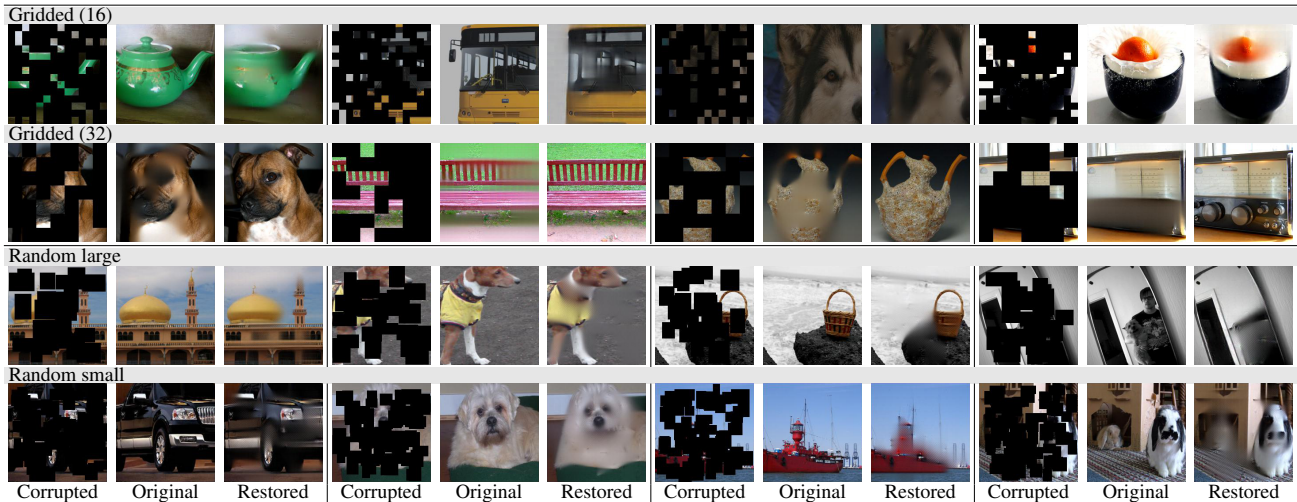 Gridded (16)
Gridded (32)
Random large
Random small
Corrupted Original Restored Corrupted Original Restored Corrupted Original Restored Corrupted Original Restored